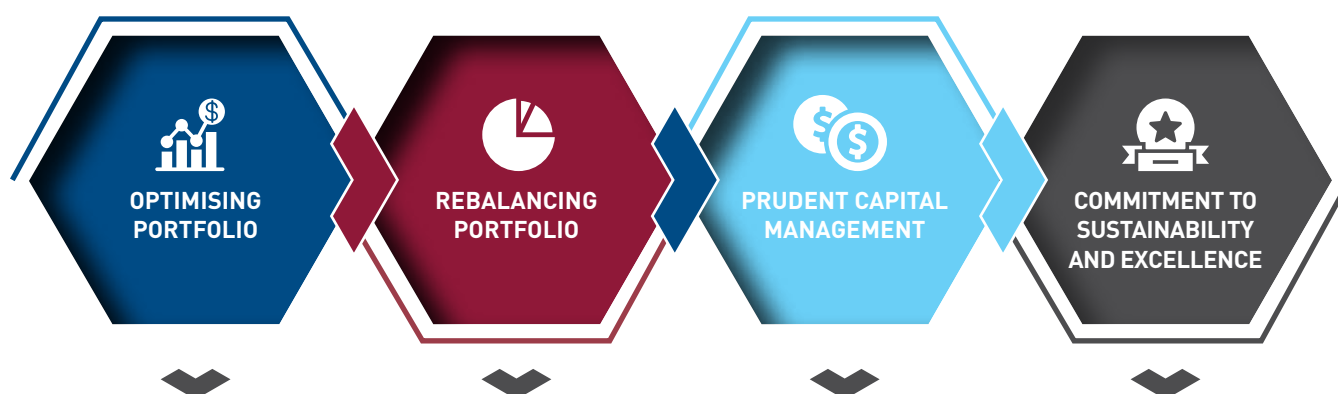 OPTIMISING
PORTFOLIO
REBALANCING
PORTFOLIO
PRUDENT CAPITAL
MANAGEMENT
COMMITMENT TO
SUSTAINABILITY
AND EXCELLENCE